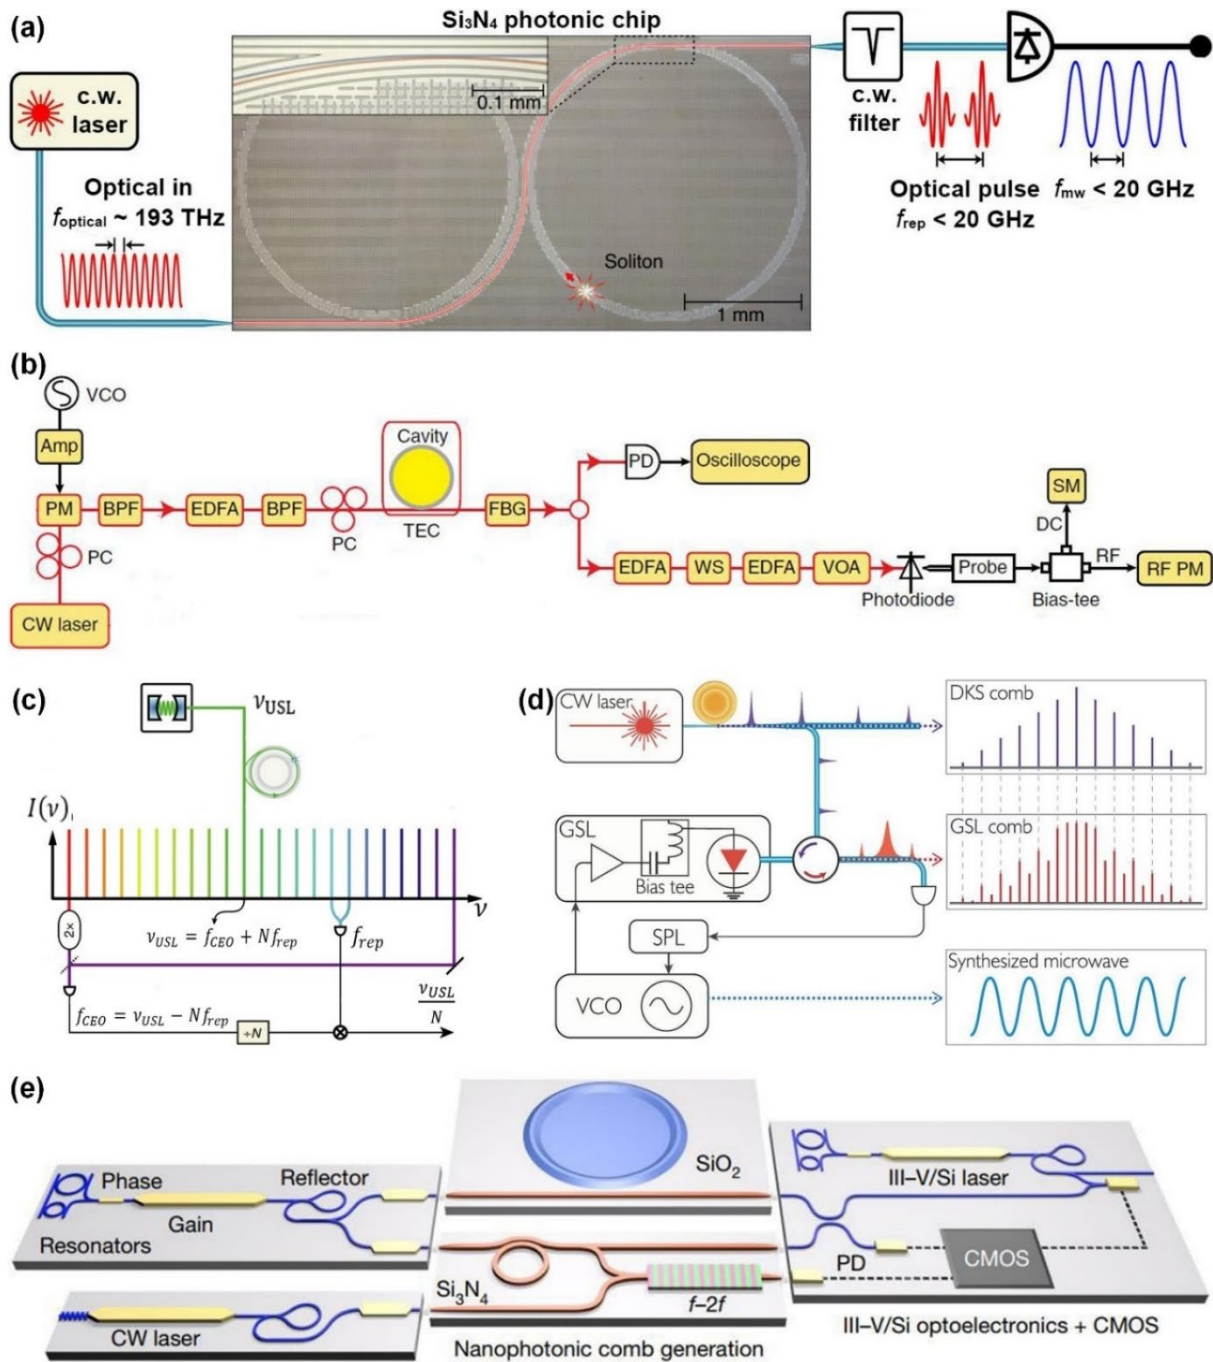 (a)
Si₃N₄ photonic chip
c.w.
laser
Optical in
foptical ~ 193 THz
0.1 mm
Soliton
1 mm
c.w.
filter
Optical pulse
frep < 20 GHz
fmw < 20 GHz
(b)
VCO
Amp
PM
BPF
EDFA
BPF
PC
CW laser
PC
Cavity
TEC
FBG
PD
Oscilloscope
EDFA
WS
EDFA
VOA
Photodiode
Probe
Bias-tee
SM
DC
RF
RF PM
(c)
νUSL
I(ν)
ν
2x
νUSL = fCEO + Nfrep
frep
νUSL
N
fCEO = νUSL − Nfrep
÷N
(d)
CW laser
DKS comb
GSL
Bias tee
GSL comb
SPL
VCO
Synthesized microwave
(e)
Phase
Reflector
Gain
Resonators
CW laser
SiO₂
Si₃N₄
f–2f
Nanophotonic comb generation
III–V/Si laser
PD
CMOS
III–V/Si optoelectronics + CMOS